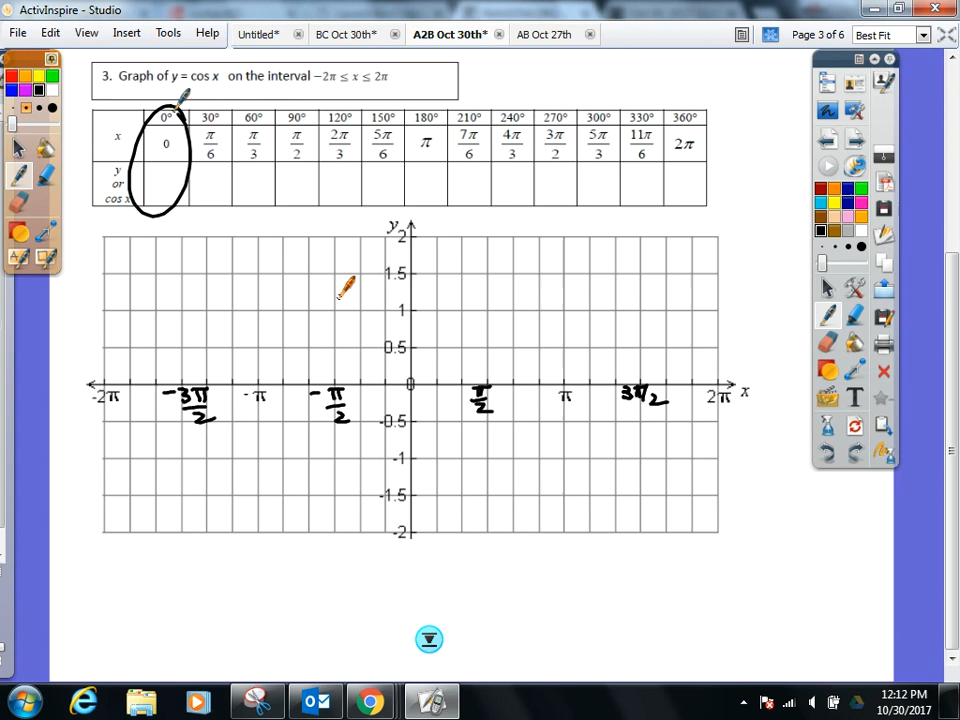 ActivInspire - Studio
File Edit View Insert Tools Help
Untitled* BC Oct 30th* A2B Oct 30th* AB Oct 27th
Page 3 of 6 Best Fit
3. Graph of y = cos x on the interval −2π ≤ x ≤ 2π
0° 30° 60° 90° 120° 150° 180° 210° 240° 270° 300° 330° 360°
x 0 π/6 π/3 π/2 2π/3 5π/6 π 7π/6 4π/3 3π/2 5π/3 11π/6 2π
y
or
cos x
y
2
1.5
1
0.5
-2π -3π/2 -π -π/2 0 π/2 π 3π/2 2π x
-0.5
-1
-1.5
-2
12:12 PM
10/30/2017